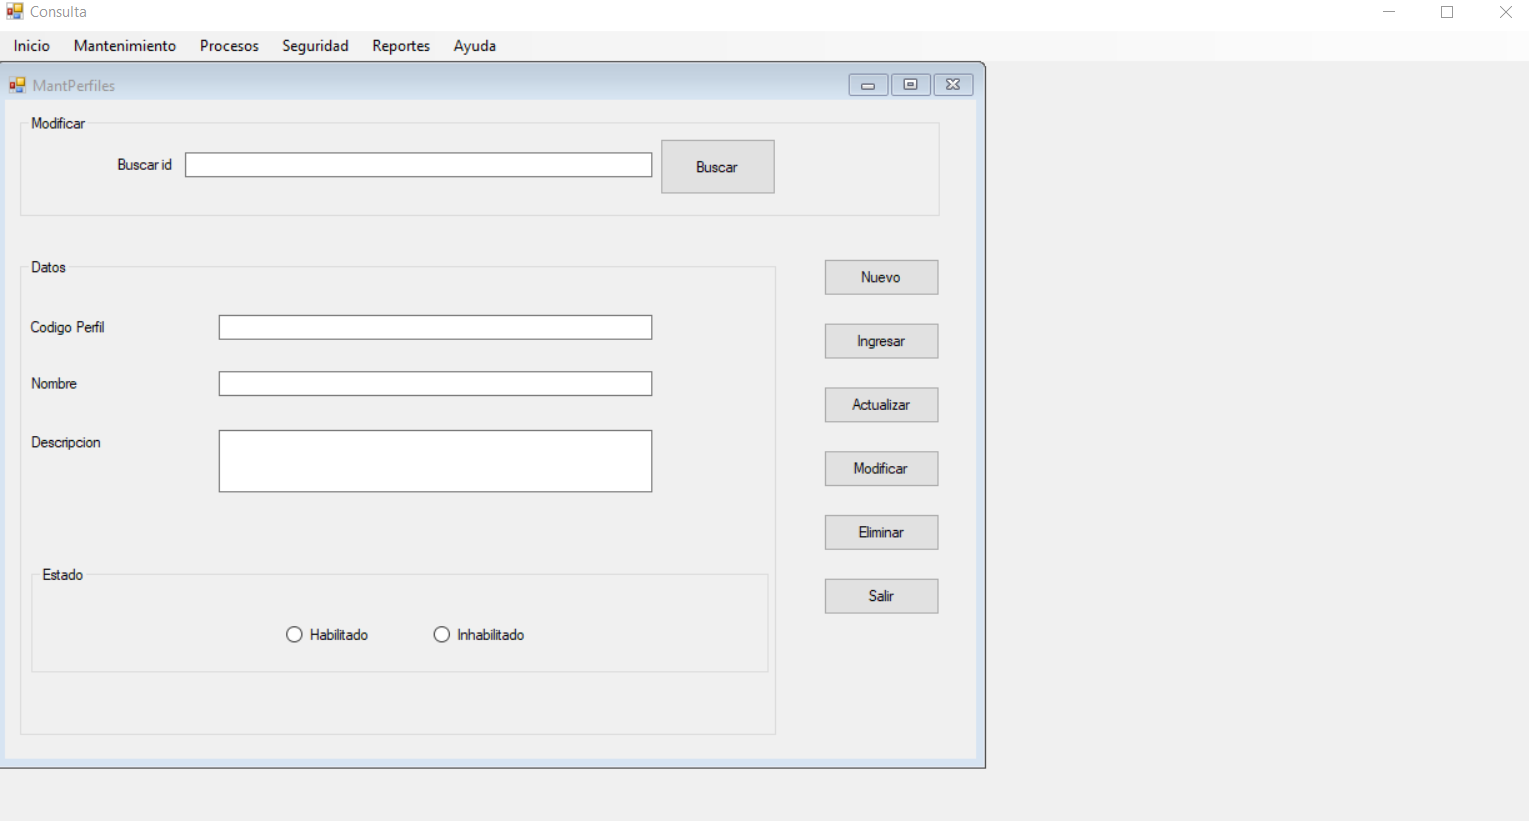 Consulta
Inicio Mantenimiento Procesos Seguridad Reportes Ayuda
MantPerfiles
Modificar
Buscar id Buscar
Datos Nuevo
Codigo Perfil Ingresar
Nombre Actualizar
Descripcion Modificar
Eliminar
Estado Salir
Habilitado Inhabilitado